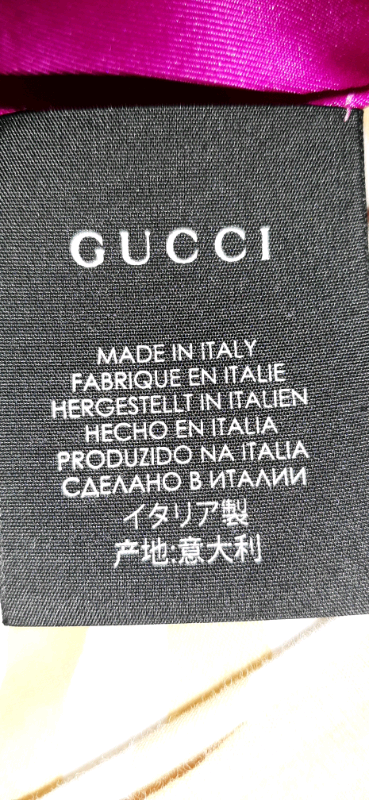 GUCCI
MADE IN ITALY
FABRIQUE EN ITALIE
HERGESTELLT IN ITALIEN
HECHO EN ITALIA
PRODUZIDO NA ITALIA
СДЕЛАНО В ИТАЛИИ
イタリア製
产地:意大利